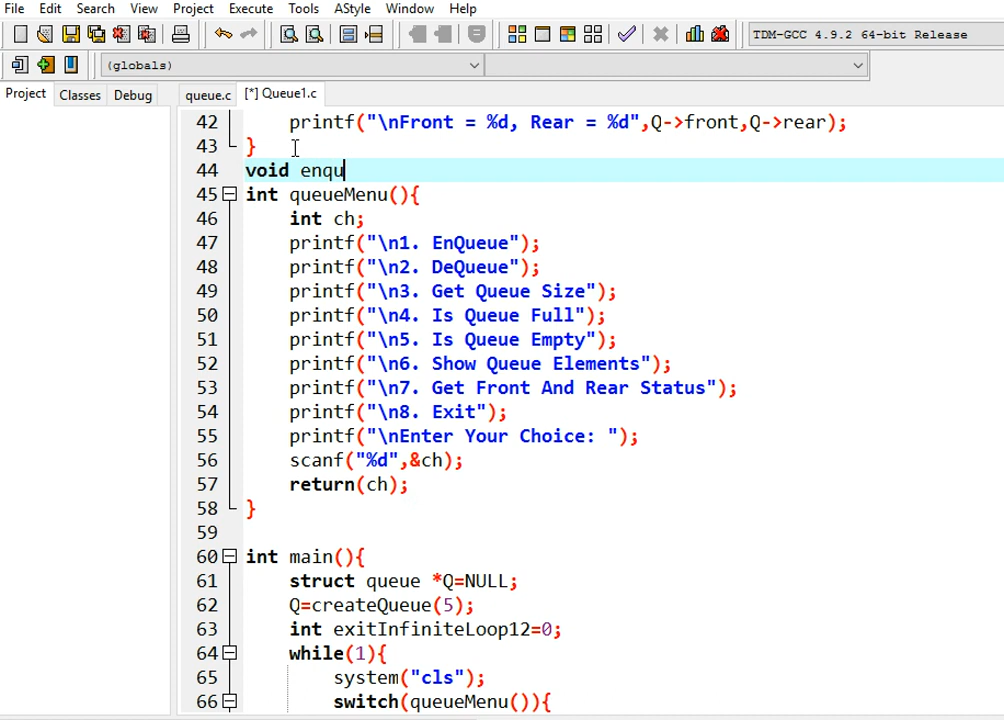 File Edit Search View Project Execute Tools AStyle Window Help
TDM-GCC 4.9.2 64-bit Release
(globals)
Project Classes Debug queue.c [*] Queue1.c
42 printf("\nFront = %d, Rear = %d",Q->front,Q->rear);
43 }
44 void enqu
45 int queueMenu(){
46 int ch;
47 printf("\n1. EnQueue");
48 printf("\n2. DeQueue");
49 printf("\n3. Get Queue Size");
50 printf("\n4. Is Queue Full");
51 printf("\n5. Is Queue Empty");
52 printf("\n6. Show Queue Elements");
53 printf("\n7. Get Front And Rear Status");
54 printf("\n8. Exit");
55 printf("\nEnter Your Choice: ");
56 scanf("%d",&ch);
57 return(ch);
58 }
59
60 int main(){
61 struct queue *Q=NULL;
62 Q=createQueue(5);
63 int exitInfiniteLoop12=0;
64 while(1){
65 system("cls");
66 switch(queueMenu()){